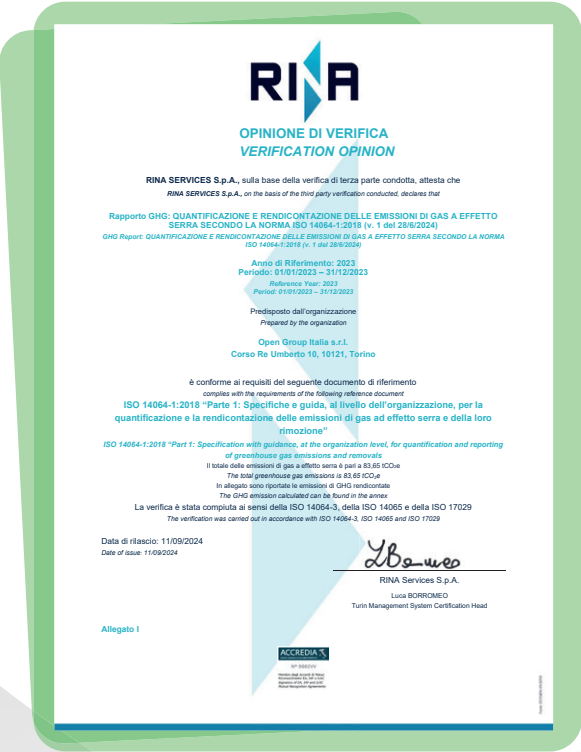 RINA
OPINIONE DI VERIFICA
VERIFICATION OPINION
RINA SERVICES S.p.A., sulla base della verifica di terza parte condotta, attesta che
RINA SERVICES S.p.A., on the basis of the third party verification conducted, declares that
Rapporto GHG: QUANTIFICAZIONE E RENDICONTAZIONE DELLE EMISSIONI DI GAS A EFFETTO
SERRA SECONDO LA NORMA ISO 14064-1:2018 (v. 1 del 28/6/2024)
GHG Report: QUANTIFICAZIONE E RENDICONTAZIONE DELLE EMISSIONI DI GAS A EFFETTO SERRA SECONDO LA NORMA
ISO 14064-1:2018 (v. 1 del 28/6/2024)
Anno di Riferimento: 2023
Periodo: 01/01/2023 – 31/12/2023
Reference Year: 2023
Period: 01/01/2023 – 31/12/2023
Predisposto dall'organizzazione
Prepared by the organization
Open Group Italia s.r.l.
Corso Re Umberto 10, 10121, Torino
è conforme ai requisiti del seguente documento di riferimento
complies with the requirements of the following reference document
ISO 14064-1:2018 “Parte 1: Specifiche e guida, al livello dell'organizzazione, per la
quantificazione e la rendicontazione delle emissioni di gas ad effetto serra e della loro
rimozione”
ISO 14064-1:2018 “Part 1: Specification with guidance, at the organization level, for quantification and reporting
of greenhouse gas emissions and removals
Il totale delle emissioni di gas a effetto serra è pari a 83,65 tCO₂e
The total greenhouse gas emissions is 83,65 tCO₂e
In allegato sono riportate le emissioni di GHG rendicontate
The GHG emission calculated can be found in the annex
La verifica è stata compiuta ai sensi della ISO 14064-3, della ISO 14065 e della ISO 17029
The verification was carried out in accordance with ISO 14064-3, ISO 14065 and ISO 17029
Data di rilascio: 11/09/2024
Date of issue: 11/09/2024
RINA Services S.p.A.
Luca BORROMEO
Turin Management System Certification Head
Allegato I
ACCREDIA